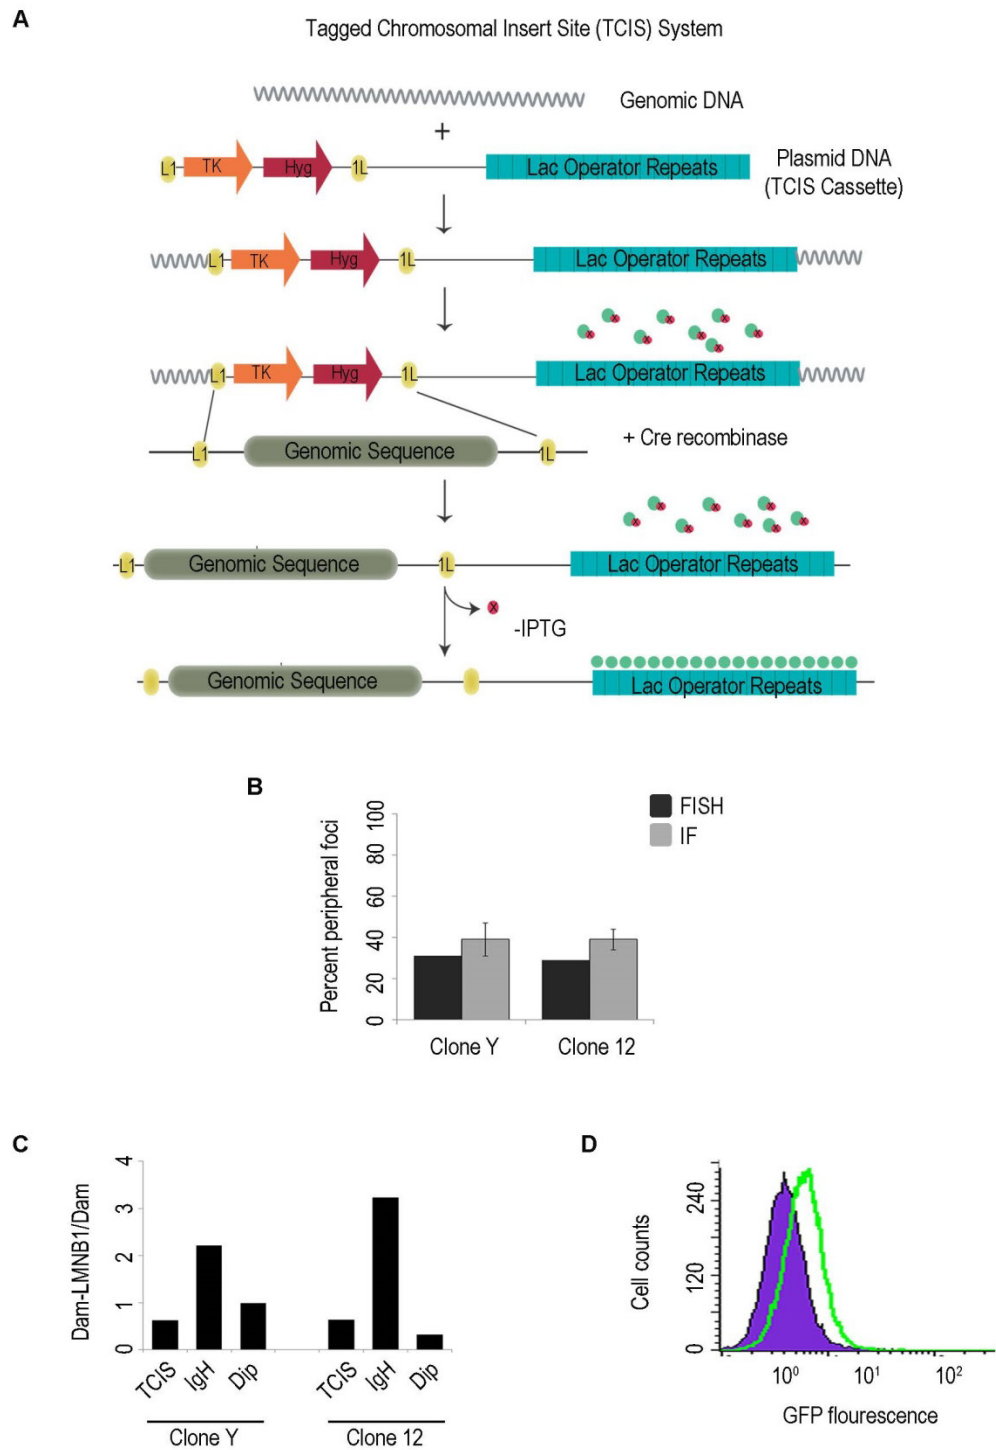 A
Tagged Chromosomal Insert Site (TCIS) System
Genomic DNA
+
L1 TK Hyg 1L Lac Operator Repeats
Plasmid DNA
(TCIS Cassette)
L1 TK Hyg 1L Lac Operator Repeats
x x x x x x x
L1 TK Hyg 1L Lac Operator Repeats
L1 Genomic Sequence 1L
+ Cre recombinase
x x x x x x x
L1 Genomic Sequence 1L Lac Operator Repeats
x
-IPTG
Genomic Sequence Lac Operator Repeats
B
FISH
IF
Percent peripheral foci
100
80
60
40
20
0
Clone Y Clone 12
C
Dam-LMNB1/Dam
4
3
2
1
0
TCIS IgH Dip TCIS IgH Dip
Clone Y Clone 12
D
Cell counts
240
120
0
10⁰ 10¹ 10²
GFP flourescence